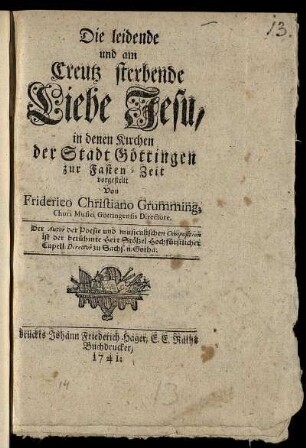 13.
Die leidende
und am
Creutz sterbende
Liebe Jesu,
in denen Kirchen
der Stadt Göttingen
zur Fasten-Zeit
vorgestellt
Von
Friderico Christiano Grumming,
Chori Musici Göttingensis Directore.
Der Autor der Poesie und musicalischen Composition
ist der berühmte Herr Stölzel Hochfürstlicher
Capell-Director zu Sachs. Gotha.
druckts Johann Friederich Hager, E. E. Raths
Buchdrucker,
1741.
14
13